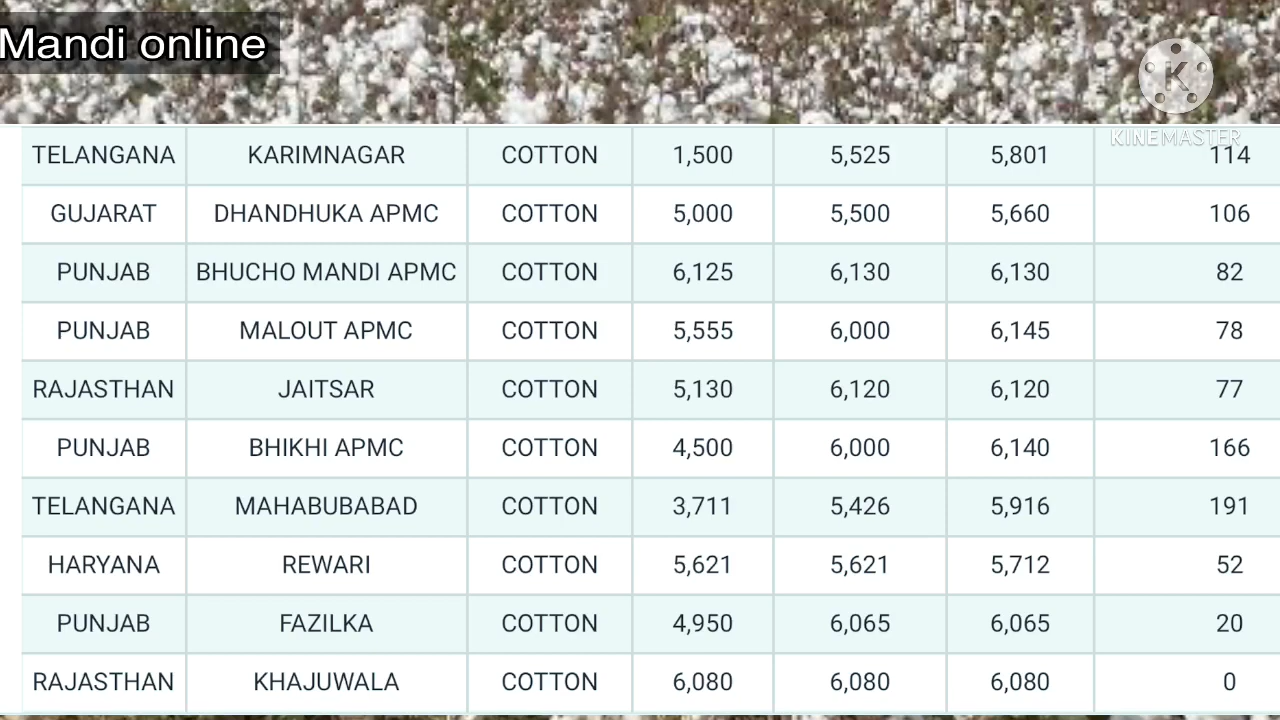 Mandi online
K
KINEMASTER
TELANGANA KARIMNAGAR COTTON 1,500 5,525 5,801 114
GUJARAT DHANDHUKA APMC COTTON 5,000 5,500 5,660 106
PUNJAB BHUCHO MANDI APMC COTTON 6,125 6,130 6,130 82
PUNJAB MALOUT APMC COTTON 5,555 6,000 6,145 78
RAJASTHAN JAITSAR COTTON 5,130 6,120 6,120 77
PUNJAB BHIKHI APMC COTTON 4,500 6,000 6,140 166
TELANGANA MAHABUBABAD COTTON 3,711 5,426 5,916 191
HARYANA REWARI COTTON 5,621 5,621 5,712 52
PUNJAB FAZILKA COTTON 4,950 6,065 6,065 20
RAJASTHAN KHAJUWALA COTTON 6,080 6,080 6,080 0